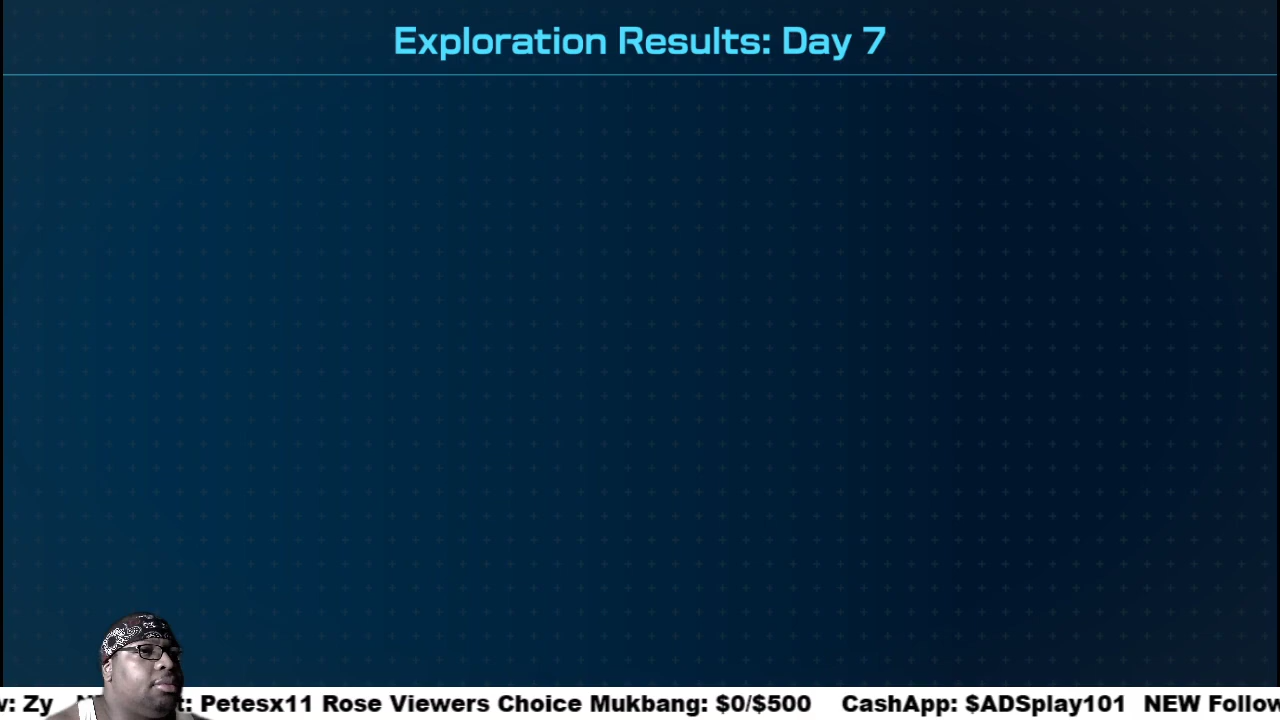 Exploration Results: Day 7
: Zy t: Petesx11 Rose Viewers Choice Mukbang: $0/$500 CashApp: $ADSplay101 NEW Follow